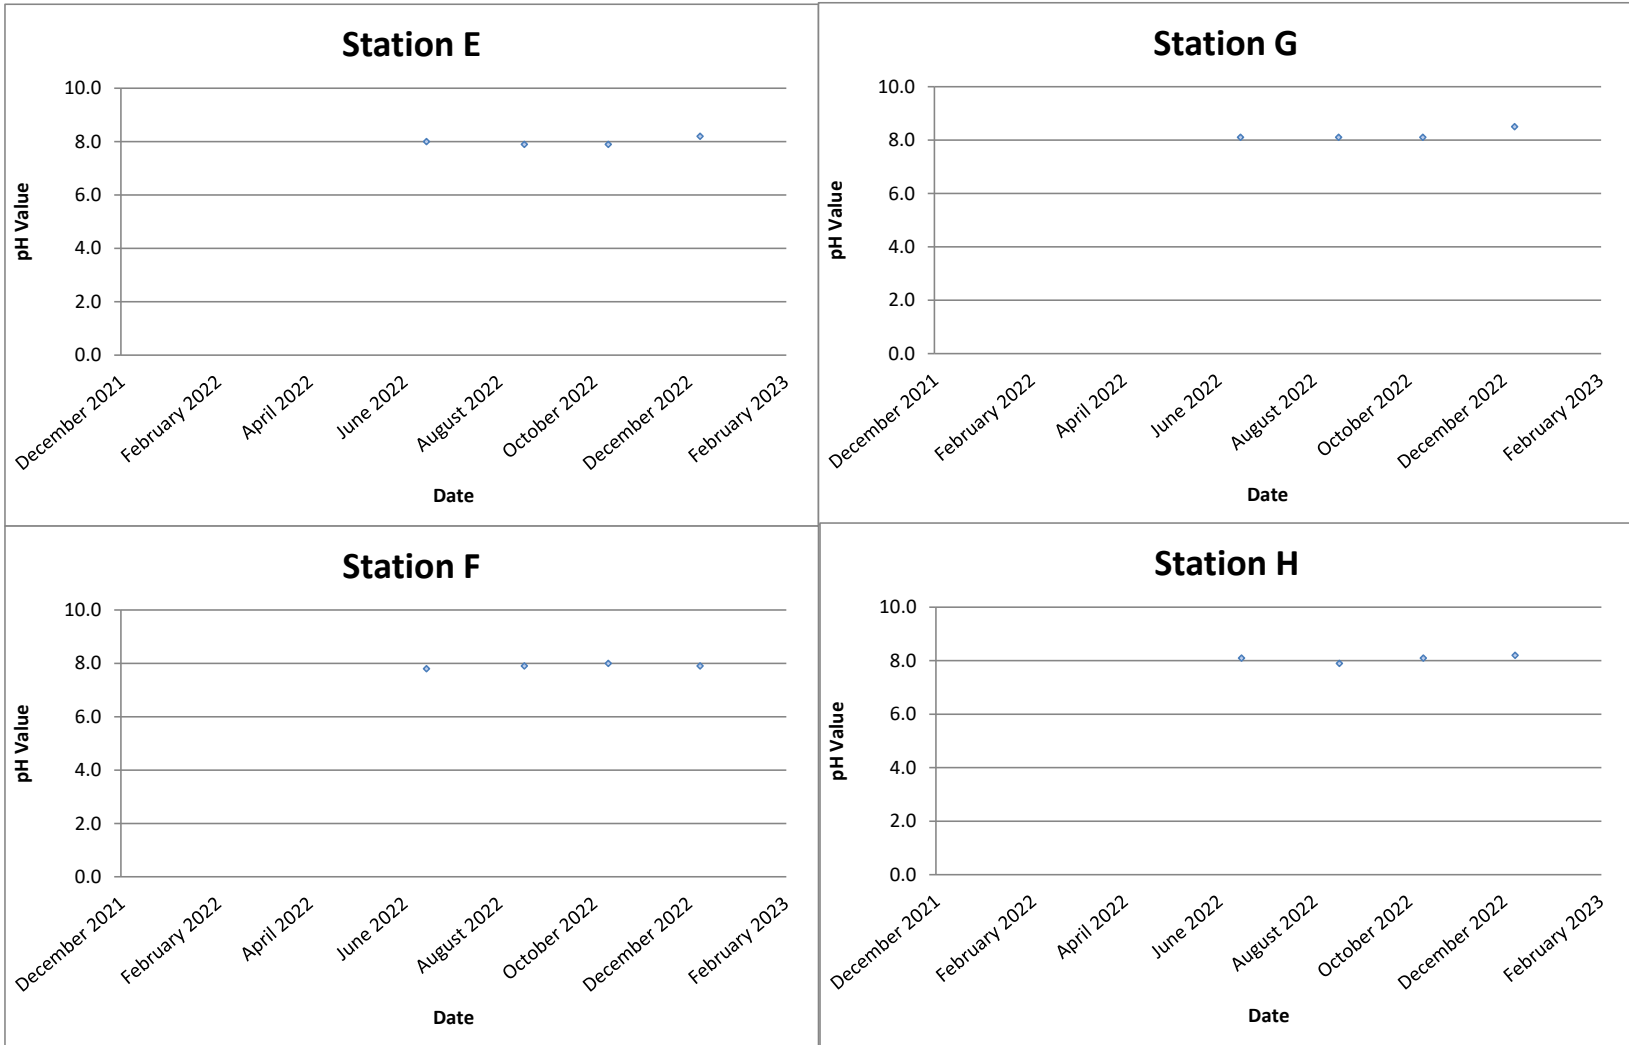 Station E
10.0
8.0
6.0
4.0
2.0
0.0
pH Value
December 2021
February 2022
April 2022
June 2022
August 2022
October 2022
December 2022
February 2023
Date
Station G
10.0
8.0
6.0
4.0
2.0
0.0
pH Value
December 2021
February 2022
April 2022
June 2022
August 2022
October 2022
December 2022
February 2023
Date
Station F
10.0
8.0
6.0
4.0
2.0
0.0
pH Value
December 2021
February 2022
April 2022
June 2022
August 2022
October 2022
December 2022
February 2023
Date
Station H
10.0
8.0
6.0
4.0
2.0
0.0
pH Value
December 2021
February 2022
April 2022
June 2022
August 2022
October 2022
December 2022
February 2023
Date